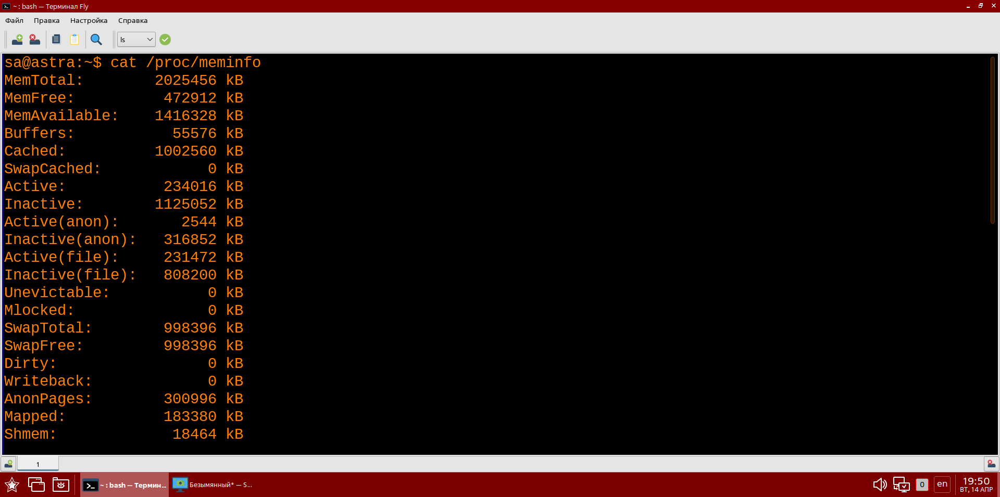 ~ : bash — Терминал Fly
Файл Правка Настройка Справка
ls
sa@astra:~$ cat /proc/meminfo
MemTotal: 2025456 kB
MemFree: 472912 kB
MemAvailable: 1416328 kB
Buffers: 55576 kB
Cached: 1002560 kB
SwapCached: 0 kB
Active: 234016 kB
Inactive: 1125052 kB
Active(anon): 2544 kB
Inactive(anon): 316852 kB
Active(file): 231472 kB
Inactive(file): 808200 kB
Unevictable: 0 kB
Mlocked: 0 kB
SwapTotal: 998396 kB
SwapFree: 998396 kB
Dirty: 0 kB
Writeback: 0 kB
AnonPages: 300996 kB
Mapped: 183380 kB
Shmem: 18464 kB
1
~ : bash — Термин... Безымянный* — S... 0 en 19:50
ВТ, 14 АПР